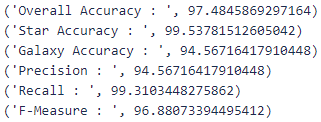 ('Overall Accuracy : ', 97.4845869297164)
('Star Accuracy : ', 99.53781512605042)
('Galaxy Accuracy : ', 94.56716417910448)
('Precision : ', 94.56716417910448)
('Recall : ', 99.3103448275862)
('F-Measure : ', 96.88073394495412)